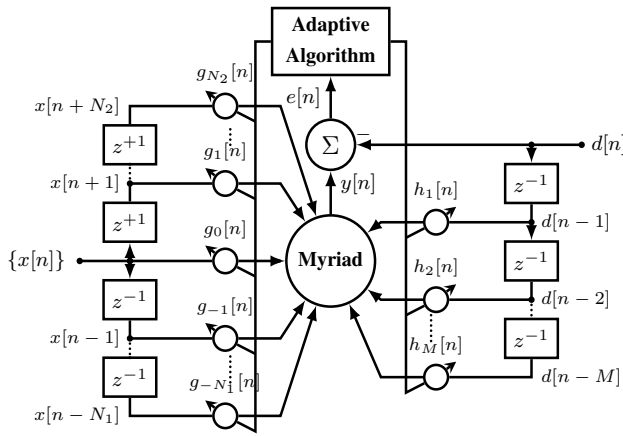 Adaptive
Algorithm
g_{N_2}[n]
x[n + N_2]
e[n]
z^{+1}
Σ
−
d[n]
g_1[n]
x[n + 1]
y[n]
h_1[n]
z^{-1}
z^{+1}
d[n − 1]
g_0[n]
{x[n]}
Myriad
h_2[n]
z^{-1}
z^{-1}
d[n − 2]
g_{-1}[n]
x[n − 1]
h_M[n]
z^{-1}
z^{-1}
g_{-N_1}[n]
d[n − M]
x[n − N_1]